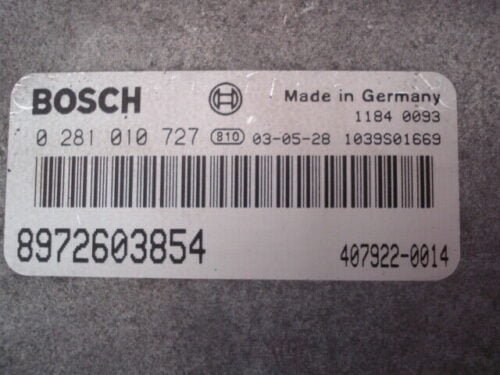 BOSCH Made in Germany
1184 0093
0 281 010 727 810 03-05-28 1039S01669
8972603854 407922-0014